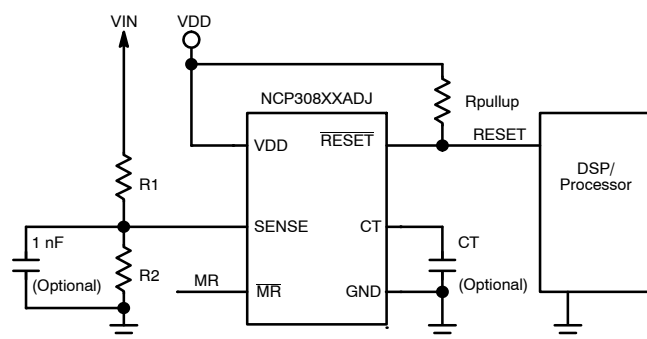 VIN
VDD
NCP308XXADJ
Rpullup
VDD
RESET
RESET
DSP/
Processor
R1
SENSE
CT
CT
1 nF
(Optional)
R2
MR
MR
GND
(Optional)